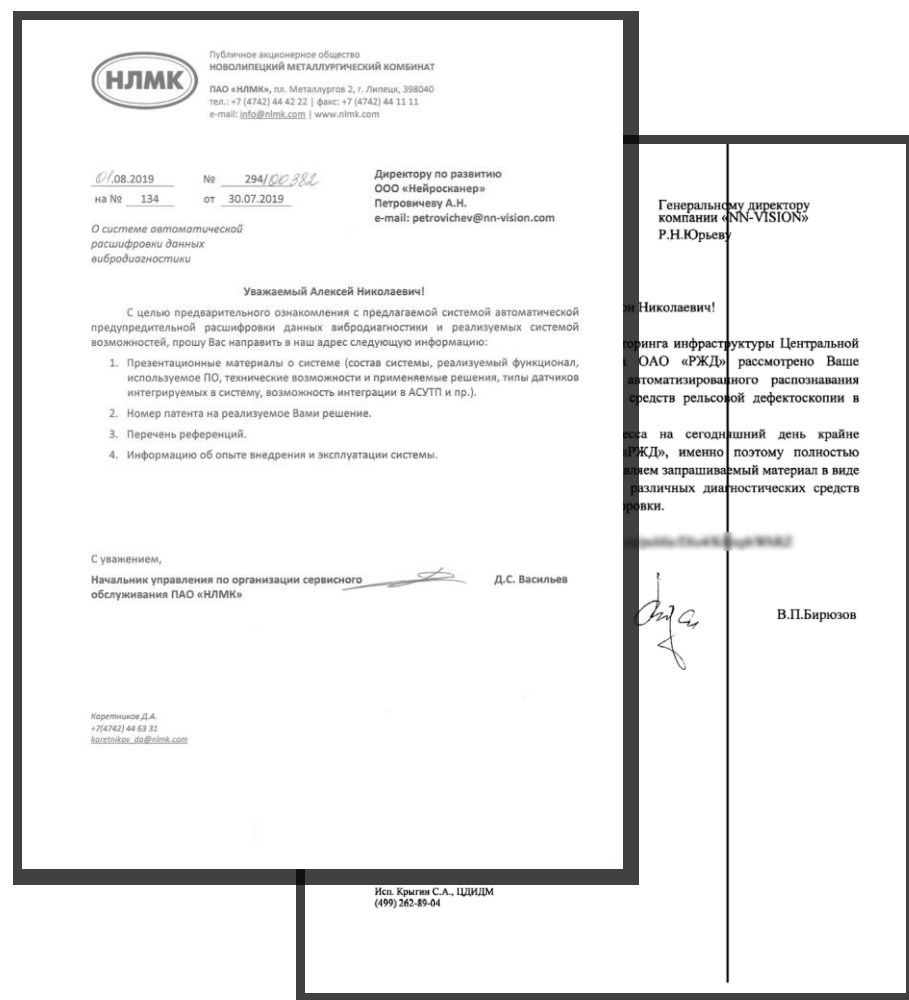 НЛМК
Публичное акционерное общество
НОВОЛИПЕЦКИЙ МЕТАЛЛУРГИЧЕСКИЙ КОМБИНАТ
ПАО «НЛМК», пл. Металлургов 2, г. Липецк, 398040
тел.: +7 (4742) 44 42 22 | факс: +7 (4742) 44 11 11
e-mail: info@nlmk.com | www.nlmk.com
01.08.2019 № 294/00382
на № 134 от 30.07.2019
Директору по развитию
ООО «Нейросканер»
Петровичеву А.Н.
e-mail: petrovichev@nn-vision.com
О системе автоматической
расшифровки данных
вибродиагностики
Уважаемый Алексей Николаевич!
С целью предварительного ознакомления с предлагаемой системой автоматической
предупредительной расшифровки данных вибродиагностики и реализуемых системой
возможностей, прошу Вас направить в наш адрес следующую информацию:
1. Презентационные материалы о системе (состав системы, реализуемый функционал,
используемое ПО, технические возможности и применяемые решения, типы датчиков
интегрируемых в систему, возможность интеграции в АСУТП и пр.).
2. Номер патента на реализуемое Вами решение.
3. Перечень референций.
4. Информацию об опыте внедрения и эксплуатации системы.
С уважением,
Начальник управления по организации сервисного
обслуживания ПАО «НЛМК»
Д.С. Васильев
Каретников Д.А.
+7(4742) 44 63 31
karetnikov_da@nlmk.com
Генеральному директору
компании «NN-VISION»
Р.Н.Юрьеву
Николаевич!
инфраструктуры Центральной
ОАО «РЖД» рассмотрено Ваше
автоматизированного распознавания
средств рельсовой дефектоскопии в
на сегодняшний день крайне
«РЖД», именно поэтому полностью
запрашиваемый материал в виде
различных диагностических средств
В.П.Бирюзов
Исп. Крыгин С.А., ЦДИДМ
(499) 262-89-04